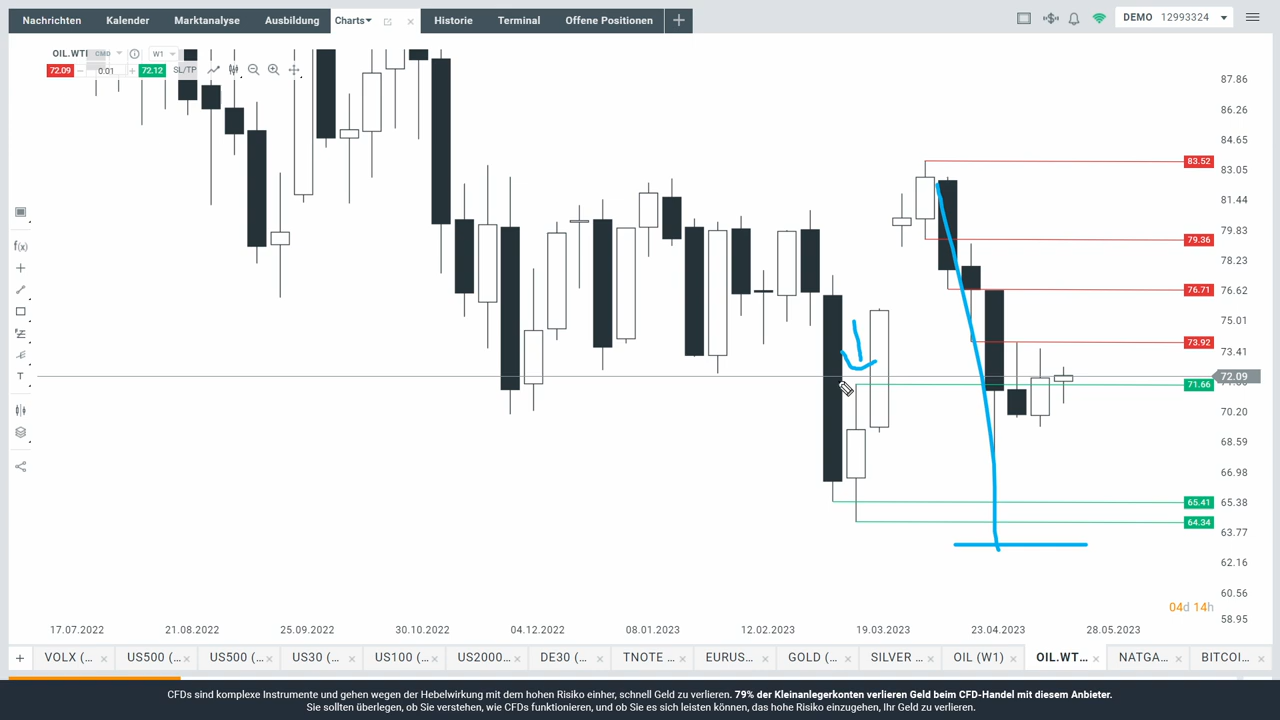 Nachrichten Kalender Marktanalyse Ausbildung Charts Historie Terminal Offene Positionen DEMO 12993324
OIL.WTI CMD W1
72.09 0.01 72.12 SL/TP
87.86
86.26
84.65
83.52
83.05
81.44
79.83
79.36
78.23
76.71
76.62
75.01
73.92
73.41
72.09
71.66
70.20
68.59
66.98
65.41
65.38
64.34
63.77
62.16
60.56
58.95
f(x)
T
04d 14h
17.07.2022 21.08.2022 25.09.2022 30.10.2022 04.12.2022 08.01.2023 12.02.2023 19.03.2023 23.04.2023 28.05.2023
VOLX (... US500 (... US500 (... US30 (... US100 (... US2000... DE30 (... TNOTE ... EURUS... GOLD (... SILVER ... OIL (W1) OIL.WT... NATGA... BITCOI...
CFDs sind komplexe Instrumente und gehen wegen der Hebelwirkung mit dem hohen Risiko einher, schnell Geld zu verlieren. 79% der Kleinanlegerkonten verlieren Geld beim CFD-Handel mit diesem Anbieter.
Sie sollten überlegen, ob Sie verstehen, wie CFDs funktionieren, und ob Sie es sich leisten können, das hohe Risiko einzugehen, Ihr Geld zu verlieren.